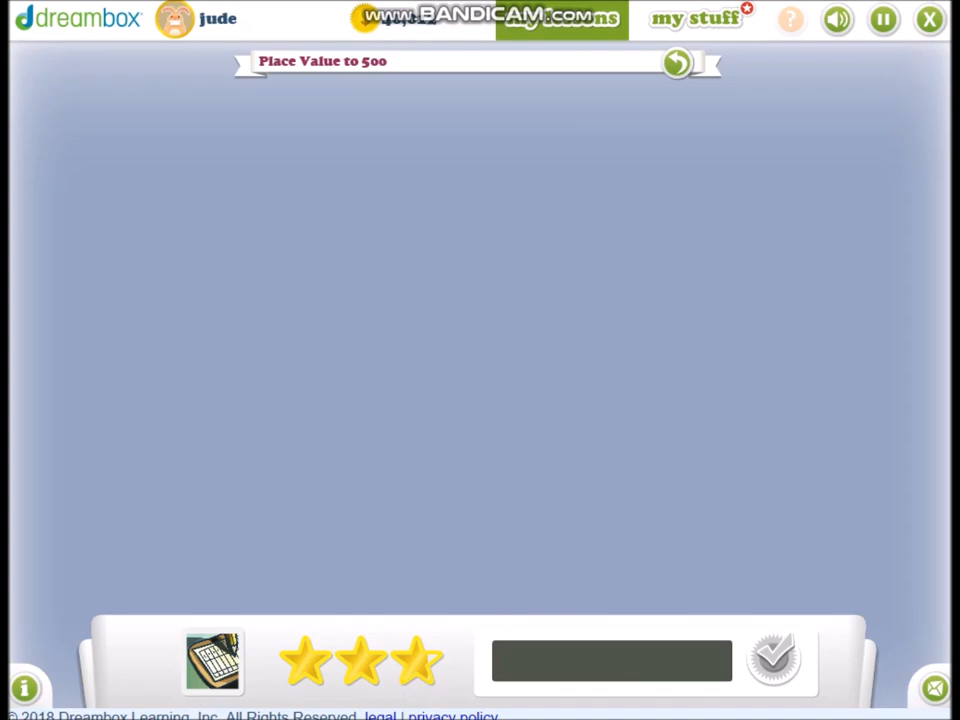 dreambox
jude
www.BANDICAM.com
my stuff
?
X
Place Value to 500
i
© 2018 Dreambox Learning, Inc. All Rights Reserved. legal | privacy policy